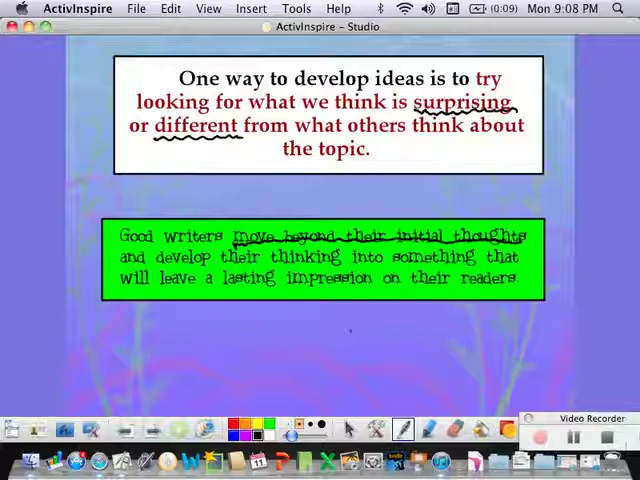 ActivInspire File Edit View Insert Tools Help (0:09) Mon 9:08 PM
ActivInspire – Studio
One way to develop ideas is to try
looking for what we think is surprising
or different from what others think about
the topic.
Good writers move beyond their initial thoughts
and develop their thinking into something that
will leave a lasting impression on their readers.
Video Recorder